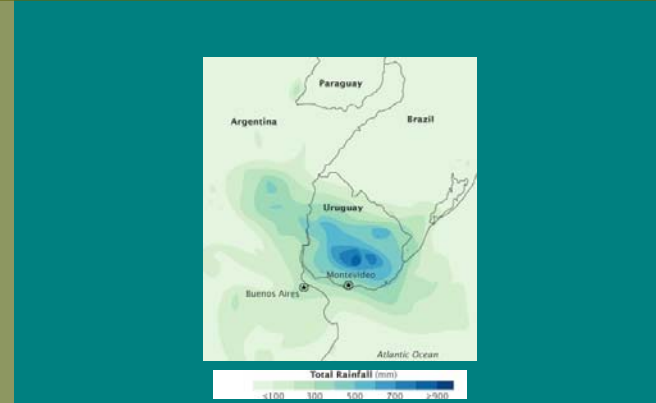 Paraguay
Argentina
Brazil
Uruguay
Montevideo
Buenos Aires
Atlantic Ocean
Total Rainfall (mm)
≤100 300 500 700 ≥900